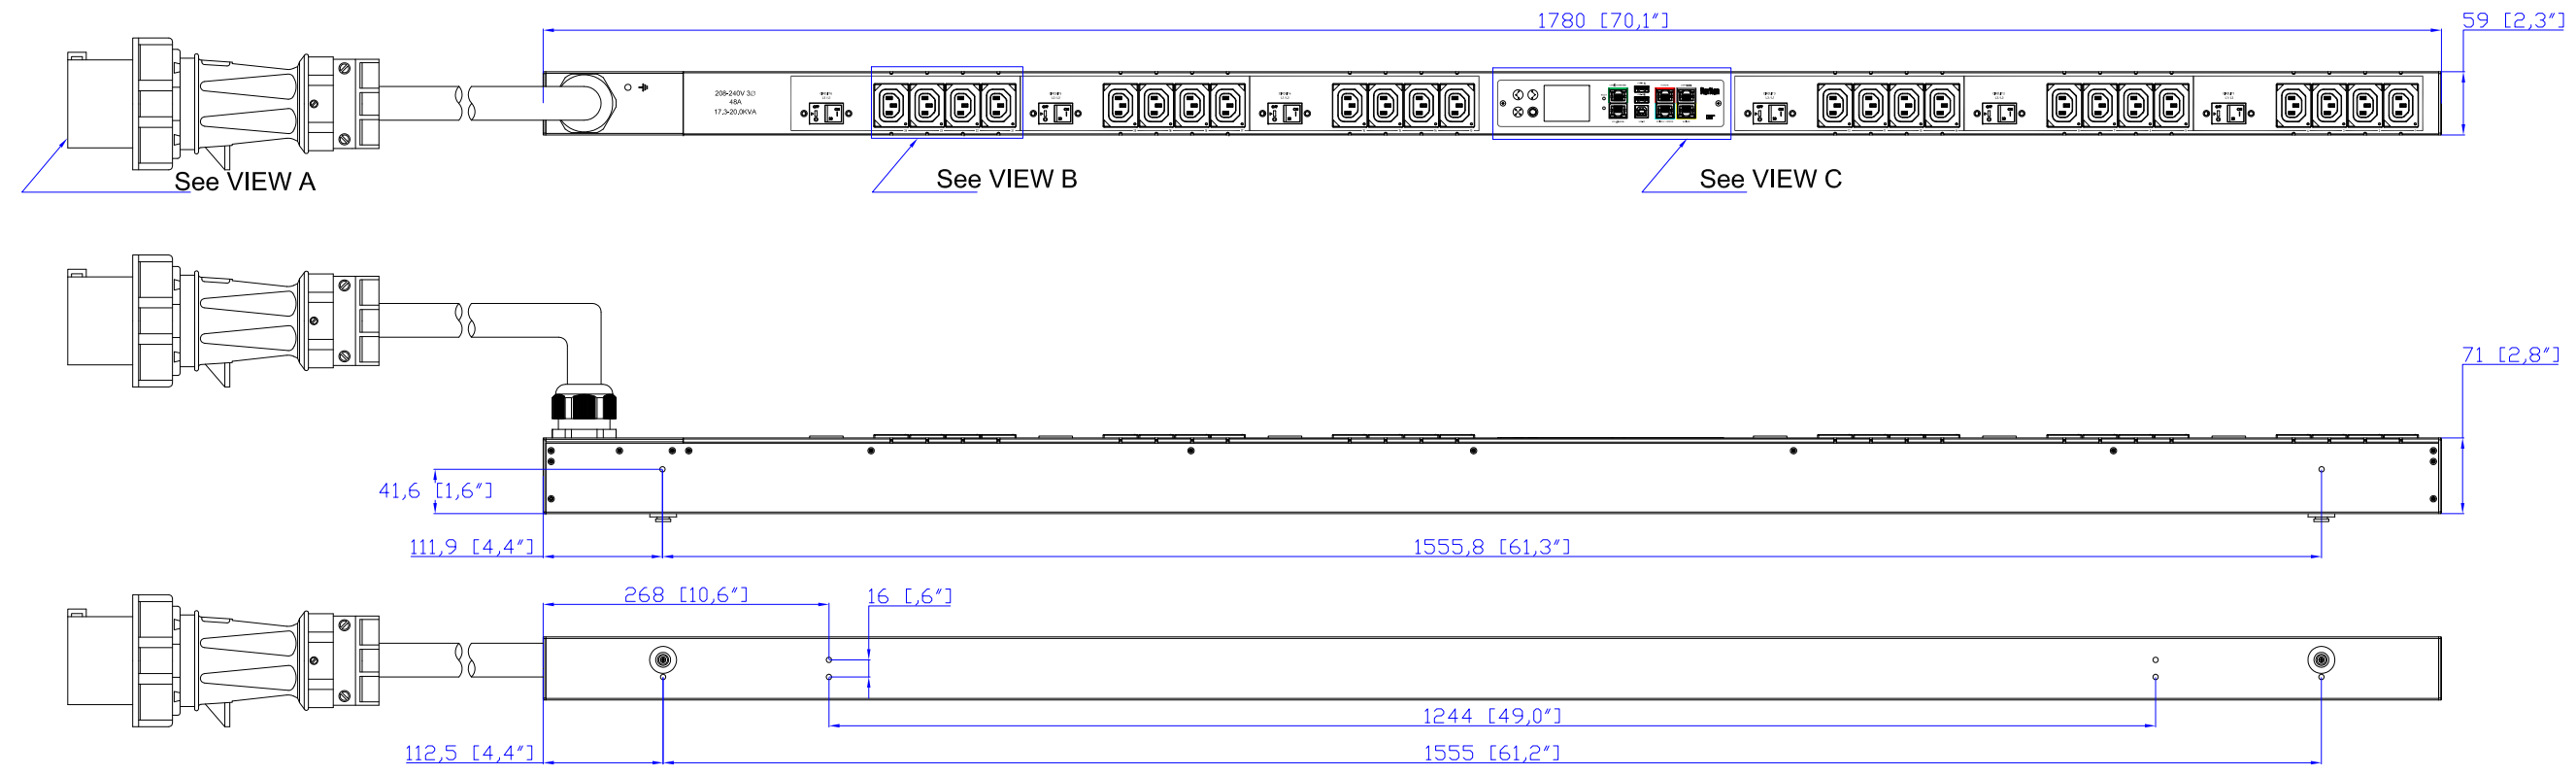 1780 [70,1"]
59 [2,3"]
208-240V 3∅
48A
17,3-20,0KVA
Raritan
See VIEW A
See VIEW B
See VIEW C
71 [2,8"]
41,6 [1,6"]
111,9 [4,4"]
1555,8 [61,3"]
268 [10,6"]
16 [,6"]
1244 [49,0"]
112,5 [4,4"]
1555 [61,2"]